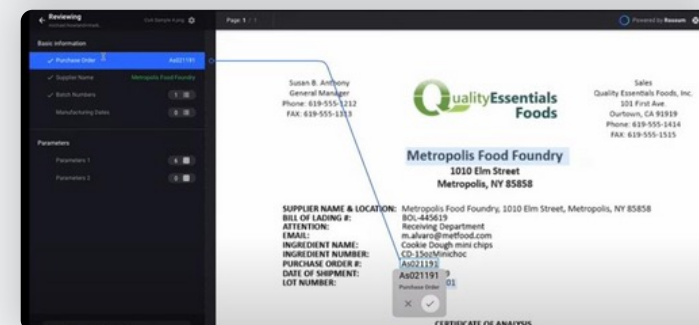 Reviewing
Page: 1 / 1
Powered by Rossum
Basic information
Purchase Order As021191
Supplier Name Metropolis Food Foundry
Batch Numbers 1
Manufacturing Dates 0
Parameters
Parameters 1 6
Parameters 2 0
Susan B. Anthony
General Manager
Phone: 619-555-1212
FAX: 619-555-1313
QualityEssentials
Foods
Sales
Quality Essentials Foods, Inc.
101 First Ave
Ourtown, CA 91919
Phone: 619-555-1414
FAX: 619-555-1515
Metropolis Food Foundry
1010 Elm Street
Metropolis, NY 85858
SUPPLIER NAME & LOCATION: Metropolis Food Foundry, 1010 Elm Street, Metropolis, NY 85858
BILL OF LADING #: BOL-445619
ATTENTION: Receiving Department
EMAIL: m.alvaro@metfood.com
INGREDIENT NAME: Cookie Dough mini chips
INGREDIENT NUMBER: CD-15ozMinichoc
PURCHASE ORDER #: As021191
DATE OF SHIPMENT: 9
LOT NUMBER: 01
As021191
Purchase Order
CERTIFICATE OF ANALYSIS